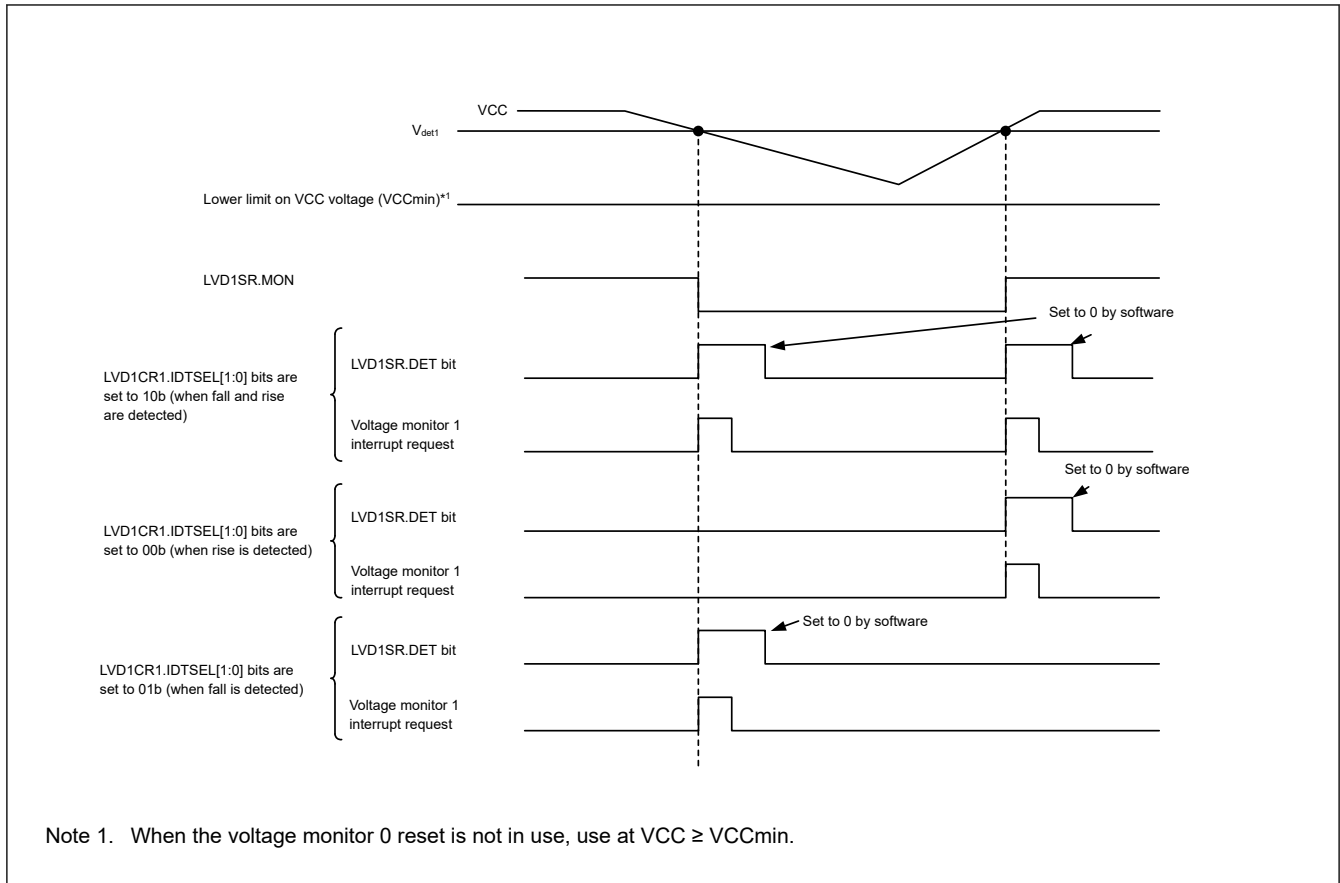 VCC
Vdet1
Lower limit on VCC voltage (VCCmin)*1
LVD1SR.MON
Set to 0 by software
LVD1CR1.IDTSEL[1:0] bits are
set to 10b (when fall and rise
are detected)
LVD1SR.DET bit
Voltage monitor 1
interrupt request
Set to 0 by software
LVD1CR1.IDTSEL[1:0] bits are
set to 00b (when rise is detected)
LVD1SR.DET bit
Voltage monitor 1
interrupt request
Set to 0 by software
LVD1CR1.IDTSEL[1:0] bits are
set to 01b (when fall is detected)
LVD1SR.DET bit
Voltage monitor 1
interrupt request
Note 1. When the voltage monitor 0 reset is not in use, use at VCC ≥ VCCmin.